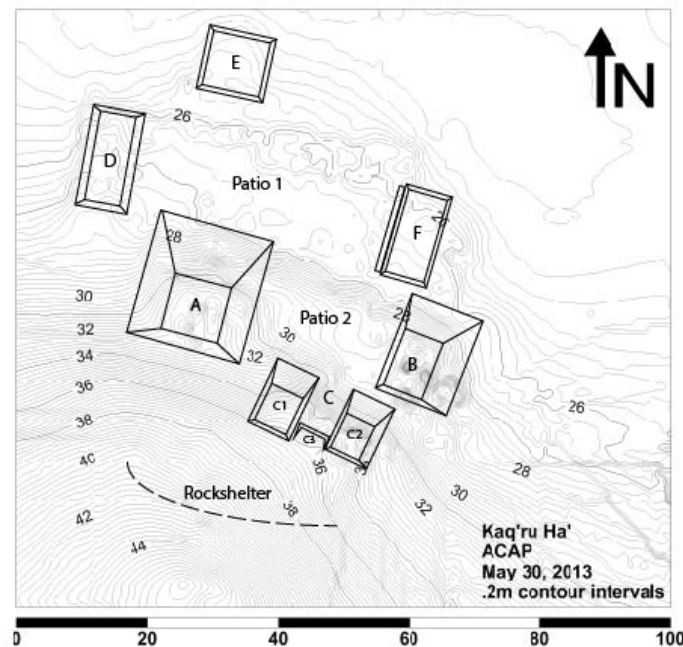 N
E
26
D
Patio 1
F
28
30
A
Patio 2
28
32
30
B
34
32
36
C
C1
26
38
C2
C3
40
36
28
30
Rockshelter
38
32
42
44
Kaq'ru Ha'
ACAP
May 30, 2013
.2m contour intervals
0 20 40 60 80 100